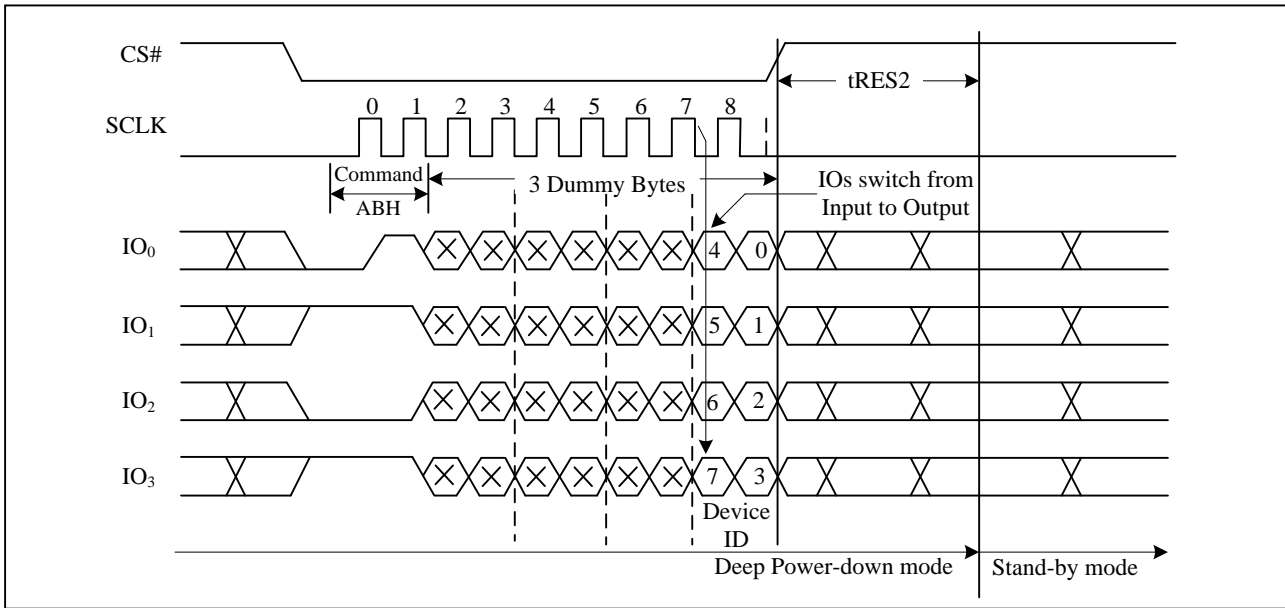 CS#
tRES2
0 1 2 3 4 5 6 7 8
SCLK
Command
ABH
3 Dummy Bytes
IOs switch from
Input to Output
IO0 4 0
IO1 5 1
IO2 6 2
IO3 7 3
Device
ID
Deep Power-down mode Stand-by mode